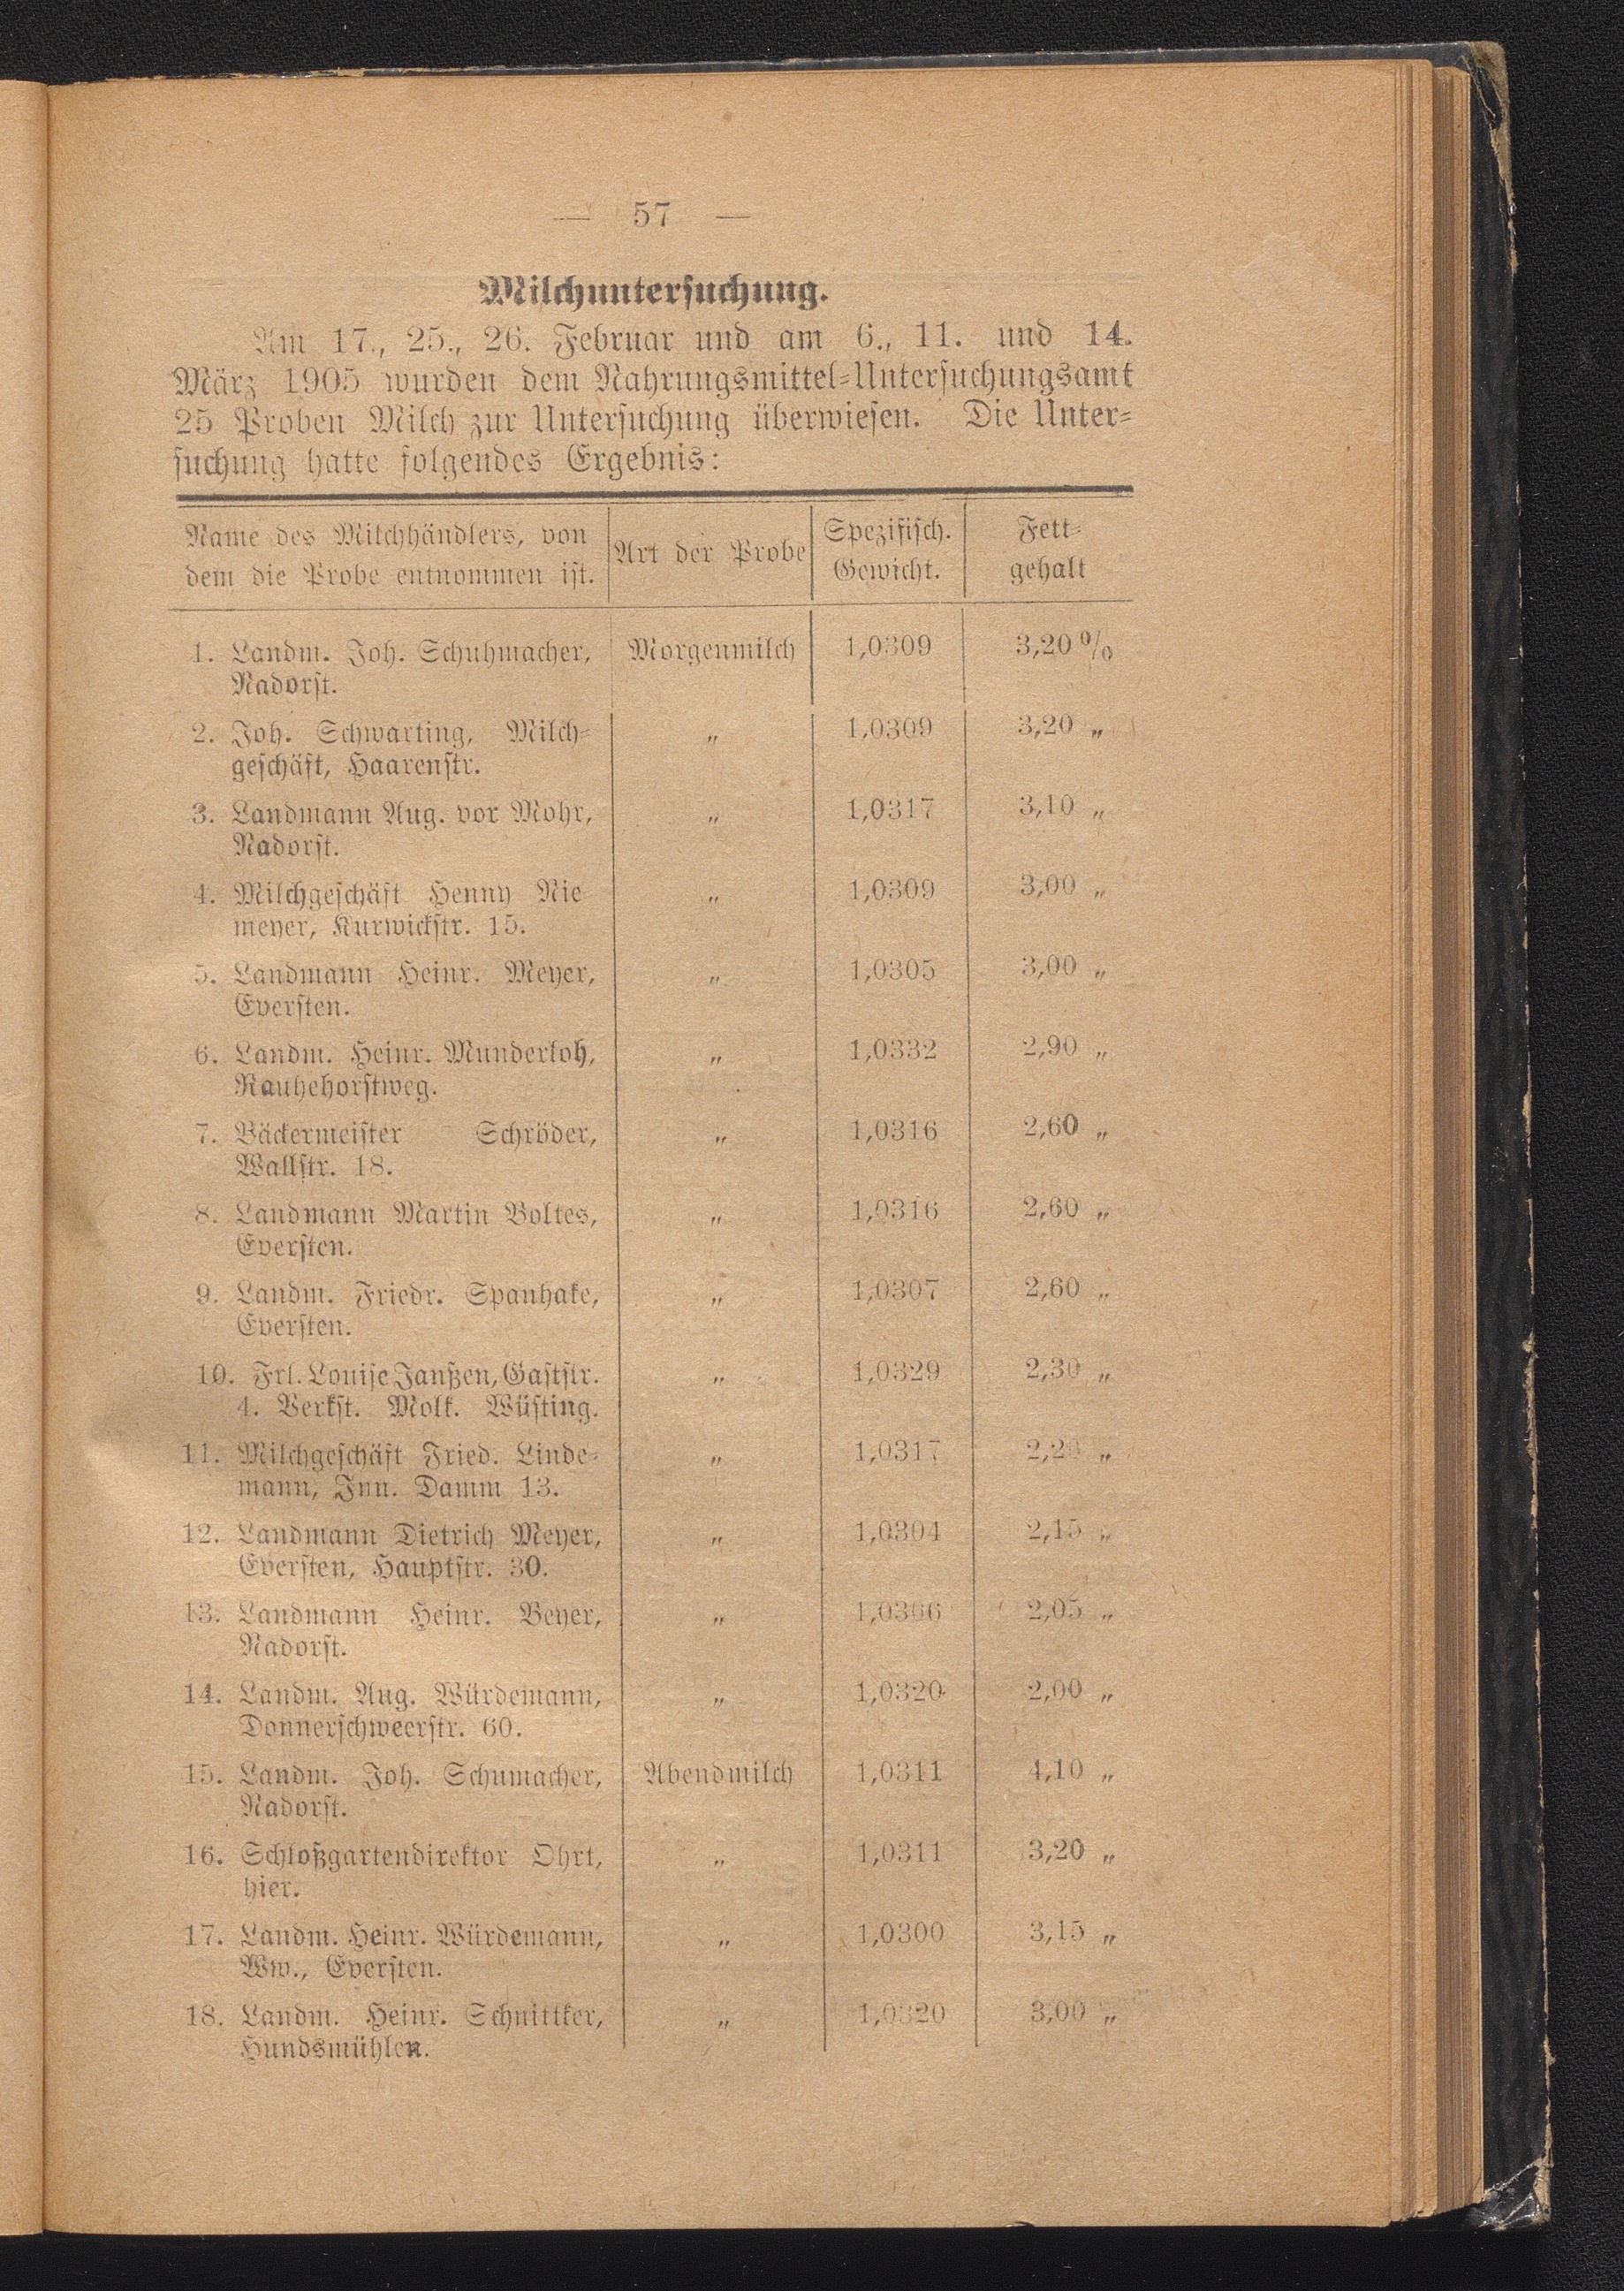 — 57 —
Milchuntersuchung.
Am 17., 25., 26. Februar und am 6., 11. und 14.
März 1905 wurden dem Nahrungsmittel-Untersuchungsamt
25 Proben Milch zur Untersuchung überwiesen. Die Unter-
suchung hatte folgendes Ergebnis:
Name des Milchhändlers, von
dem die Probe entnommen ist.
Art der Probe
Spezifisch.
Gewicht.
Fett-
gehalt
1. Landm. Joh. Schuhmacher, Morgenmilch 1,0309 3,20 %
Nadorst.
2. Joh. Schwarting, Milch- „ 1,0309 3,20 „
geschäft, Haarenstr.
3. Landmann Aug. vor Mohr, „ 1,0317 3,10 „
Nadorst.
4. Milchgeschäft Henny Nie- „ 1,0309 3,00 „
meyer, Kurwickstr. 15.
5. Landmann Heinr. Meyer, „ 1,0305 3,00 „
Eversten.
6. Landm. Heinr. Munderloh, „ 1,0332 2,90 „
Rauhehorstweg.
7. Bäckermeister Schröder, „ 1,0316 2,60 „
Wallstr. 18.
8. Landmann Martin Boltes, „ 1,0316 2,60 „
Eversten.
9. Landm. Friedr. Spanhake, „ 1,0307 2,60 „
Eversten.
10. Frl. Louise Janßen, Gaststr. „ 1,0329 2,30 „
4. Verkst. Molk. Wüsting.
11. Milchgeschäft Fried. Linde- „ 1,0317 2,20 „
mann, Inn. Damm 13.
12. Landmann Dietrich Meyer, „ 1,0304 2,15 „
Eversten, Hauptstr. 30.
13. Landmann Heinr. Beyer, „ 2,05 „
Nadorst.
14. Landm. Aug. Würdemann, „ 1,0320 2,00 „
Donnerschweerstr. 60.
15. Landm. Joh. Schumacher, Abendmilch 1,0311 4,10 „
Nadorst.
16. Schloßgartendirektor Ohrt, „ 1,0311 3,20 „
hier.
17. Landm. Heinr. Würdemann, „ 1,0300 3,15 „
Ww., Eversten.
18. Landm. Heinr. Schnittker, „ 1,0320 3,00 „
Hundsmühlen.